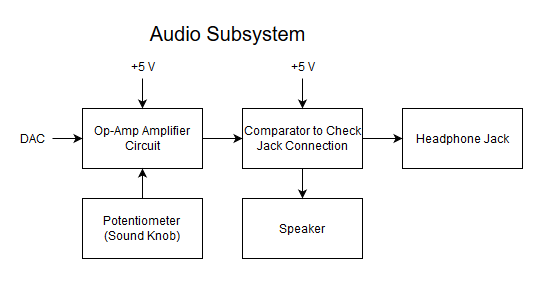 Audio Subsystem
+5 V
+5 V
DAC
Op-Amp Amplifier
Circuit
Comparator to Check
Jack Connection
Headphone Jack
Potentiometer
(Sound Knob)
Speaker